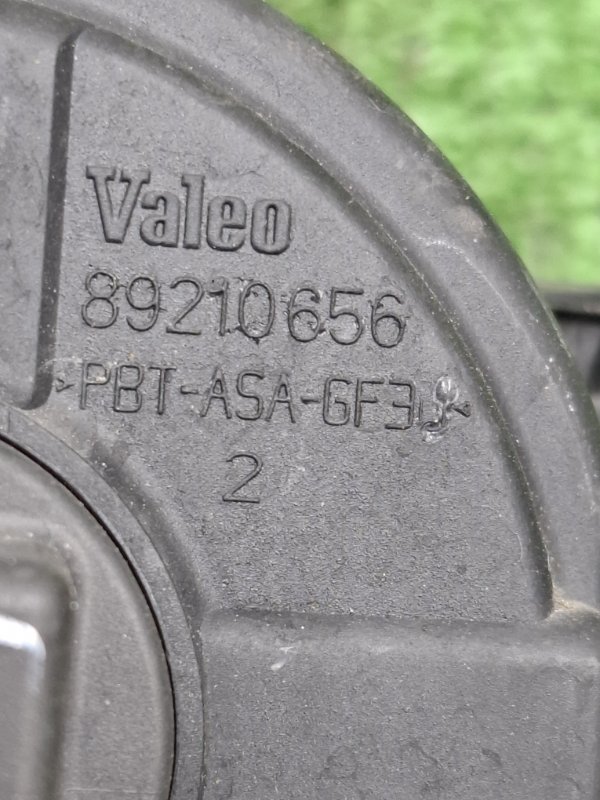 Valeo
89210656
>PBT-ASA-GF30<
2